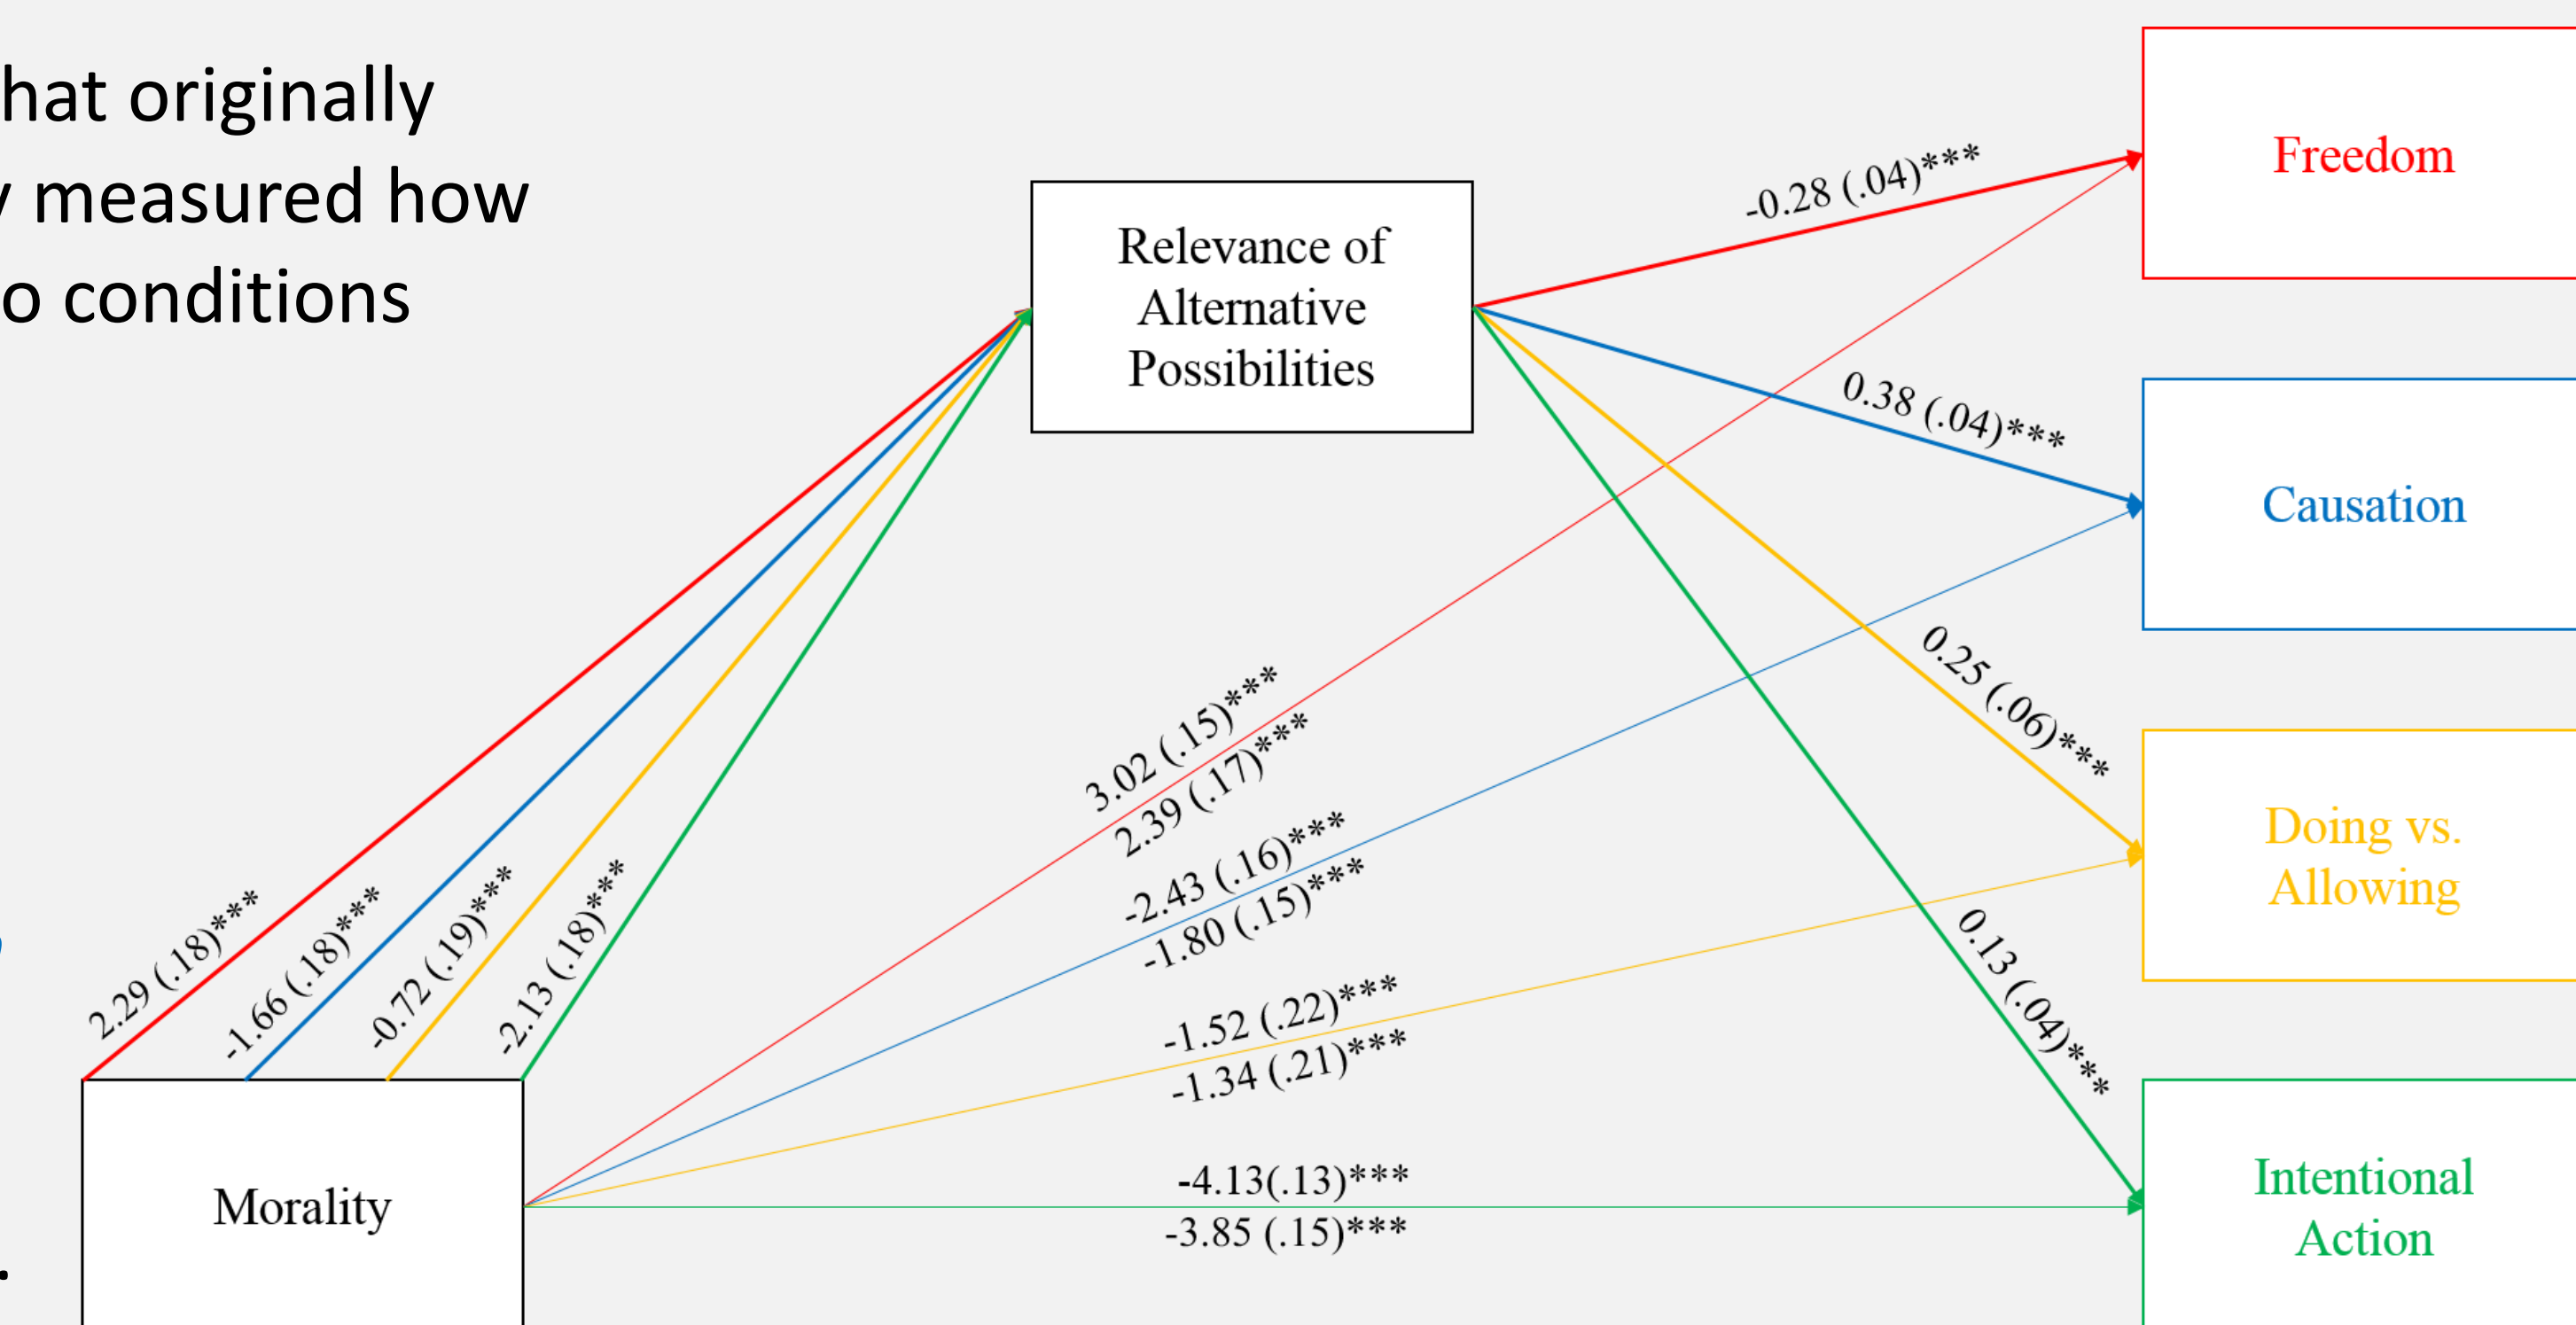 hat originally
measured how
o conditions
Relevance of
Alternative
Possibilities
Freedom
Causation
Doing vs.
Allowing
Intentional
Action
Morality
-0.28 (.04)***
0.38 (.04)***
0.25 (.06)***
0.13 (.04)***
2.29 (.18)***
-1.66 (.18)***
-0.72 (.19)***
-2.13 (.18)***
3.02 (.15)***
2.39 (.17)***
-2.43 (.16)***
-1.80 (.15)***
-1.52 (.22)***
-1.34 (.21)***
-4.13(.13)***
-3.85 (.15)***
.